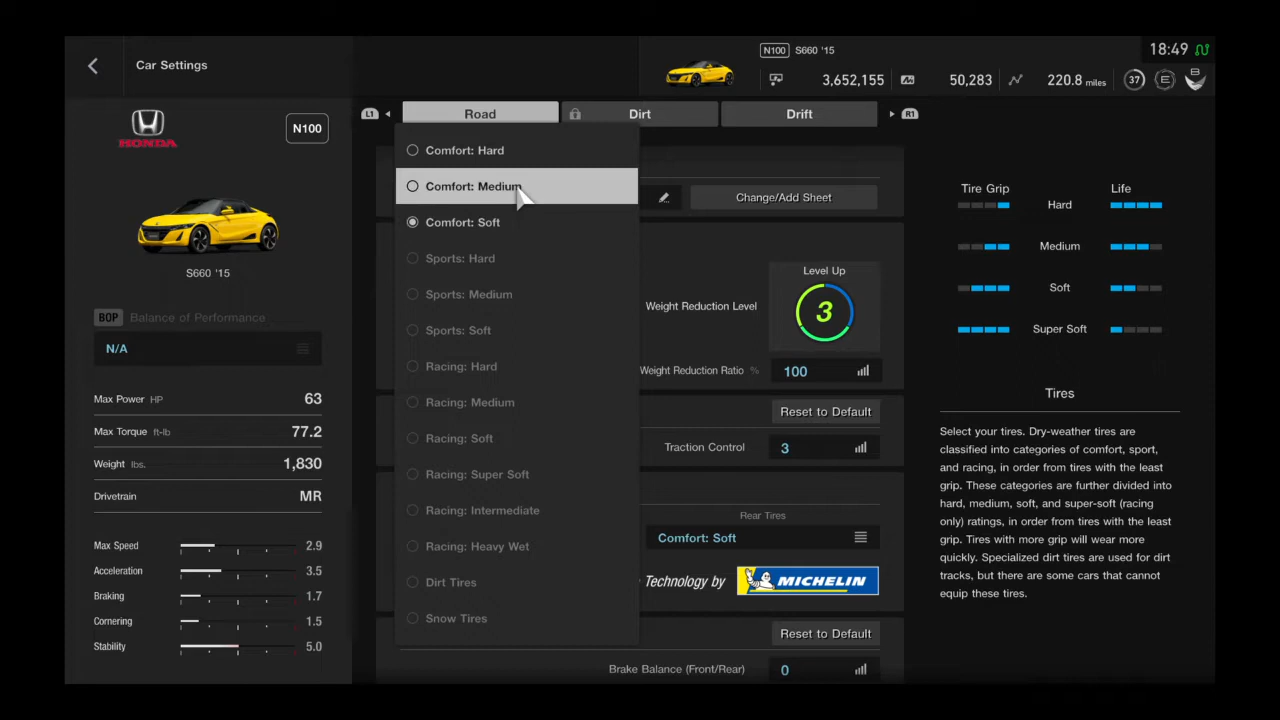 Car Settings
N100 S660 '15
18:49
3,652,155
50,283
220.8 miles
37
E
B
HONDA
N100
S660 '15
BOP Balance of Performance
N/A
Max Power HP 63
Max Torque ft-lb 77.2
Weight lbs. 1,830
Drivetrain MR
Max Speed 2.9
Acceleration 3.5
Braking 1.7
Cornering 1.5
Stability 5.0
L1 Road Dirt Drift R1
Comfort: Hard
Comfort: Medium
Comfort: Soft
Sports: Hard
Sports: Medium
Sports: Soft
Racing: Hard
Racing: Medium
Racing: Soft
Racing: Super Soft
Racing: Intermediate
Racing: Heavy Wet
Dirt Tires
Snow Tires
Change/Add Sheet
Level Up
Weight Reduction Level 3
Weight Reduction Ratio % 100
Reset to Default
Traction Control 3
Rear Tires
Comfort: Soft
Technology by MICHELIN
Reset to Default
Brake Balance (Front/Rear) 0
Tire Grip Life
Hard
Medium
Soft
Super Soft
Tires
Select your tires. Dry-weather tires are
classified into categories of comfort, sport,
and racing, in order from tires with the least
grip. These categories are further divided into
hard, medium, soft, and super-soft (racing
only) ratings, in order from tires with the least
grip. Tires with more grip will wear more
quickly. Specialized dirt tires are used for dirt
tracks, but there are some cars that cannot
equip these tires.